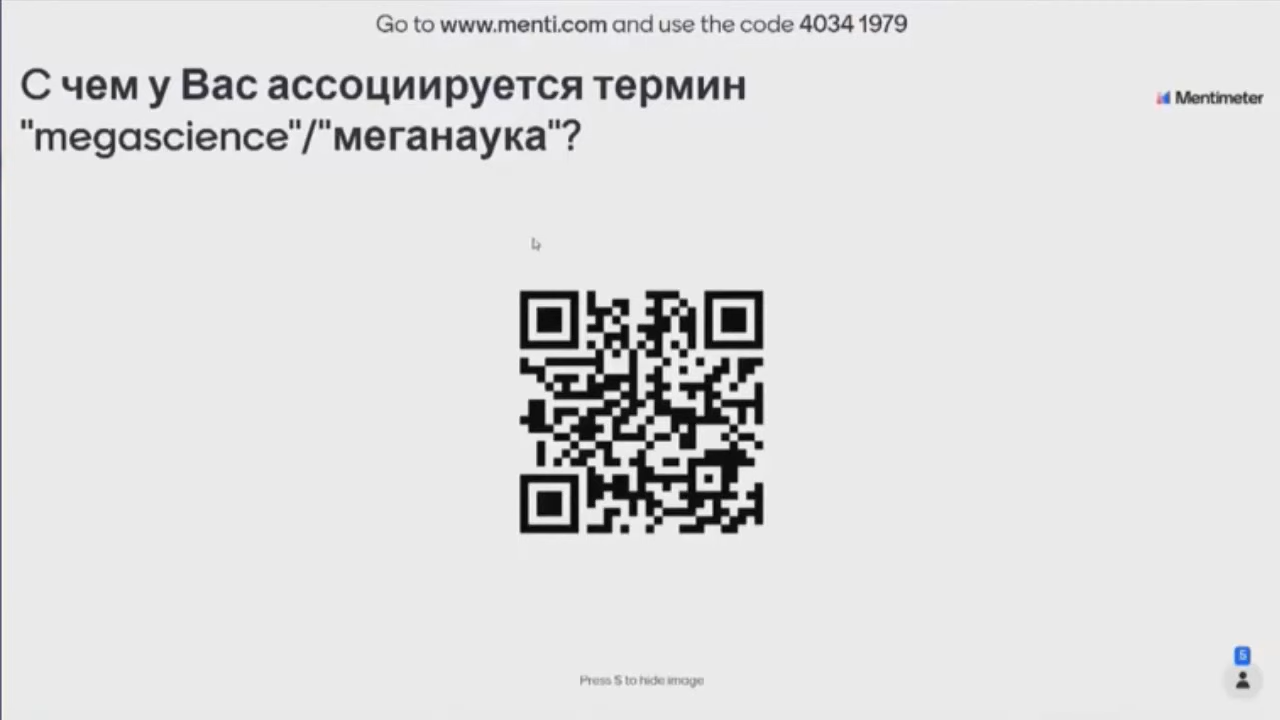 Go to www.menti.com and use the code 4034 1979
С чем у Вас ассоциируется термин
"megascience"/"меганаука"?
Mentimeter
Press S to hide image
5